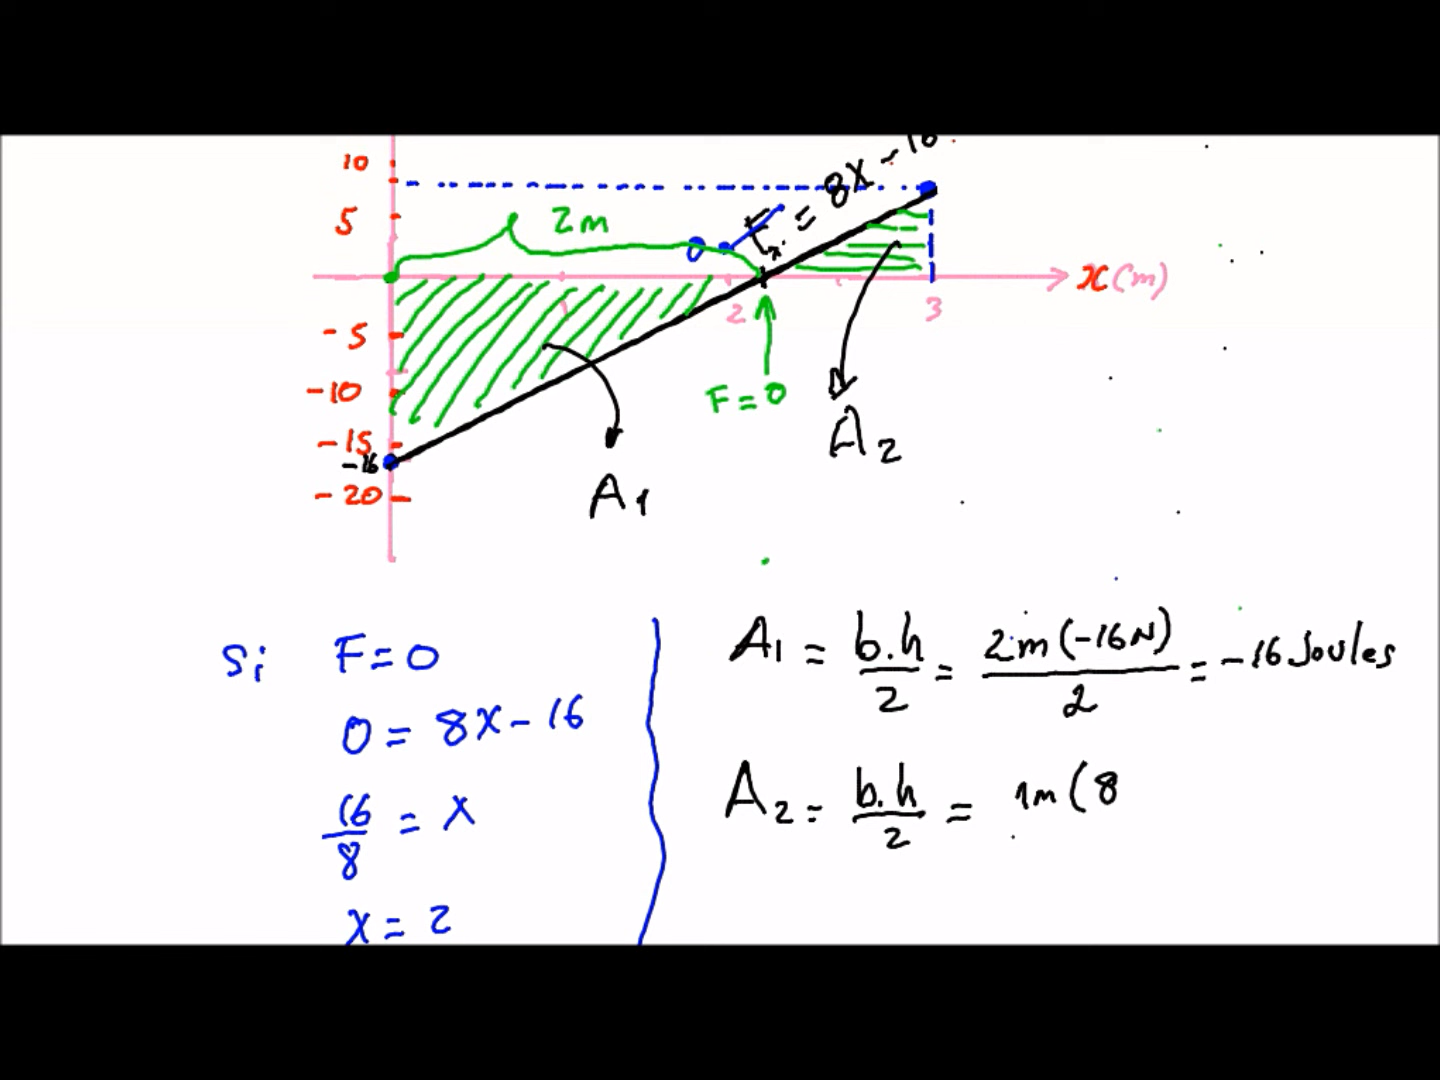 10
5
2m
Fx = 8x - 16
x(m)
1
2
3
-5
-10
-15
-16
-20
F=0
A1
A2
Si F=0
0 = 8x - 16
16/8 = x
x = 2
A1 = b.h/2 = 2m(-16N)/2 = -16 Joules
A2 = b.h/2 = 1m(8